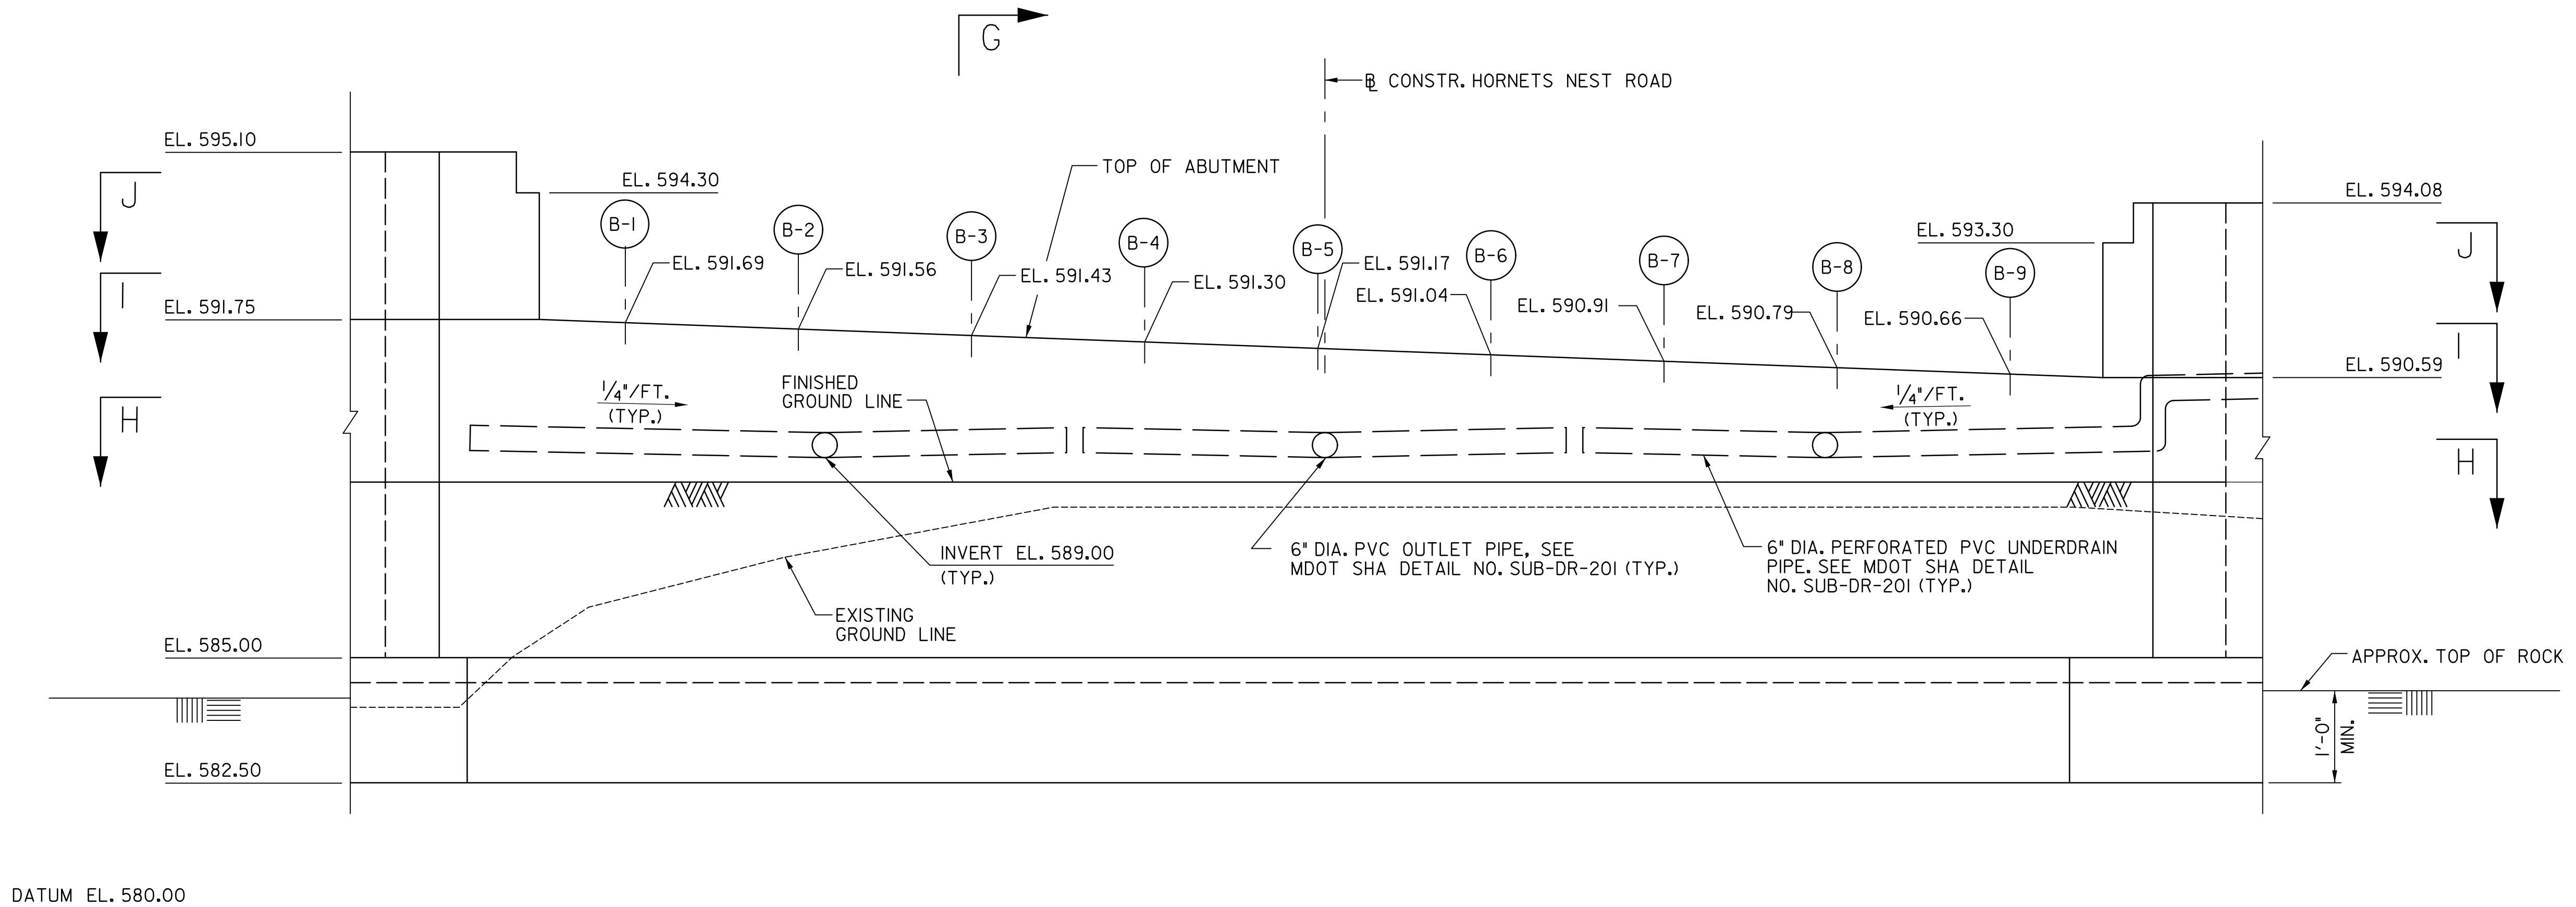 G
℄ CONSTR. HORNETS NEST ROAD
EL. 595.10
TOP OF ABUTMENT
EL. 594.30
EL. 594.08
J
B-1
B-2
B-3
B-4
B-5
B-6
B-7
B-8
B-9
EL. 593.30
J
EL. 591.69
EL. 591.56
EL. 591.43
EL. 591.30
EL. 591.17
EL. 591.04
EL. 590.91
EL. 590.79
EL. 590.66
I
EL. 591.75
I
EL. 590.59
1/4"/FT.
(TYP.)
FINISHED
GROUND LINE
1/4"/FT.
(TYP.)
H
H
INVERT EL. 589.00
(TYP.)
6" DIA. PVC OUTLET PIPE, SEE
MDOT SHA DETAIL NO. SUB-DR-201 (TYP.)
6" DIA. PERFORATED PVC UNDERDRAIN
PIPE. SEE MDOT SHA DETAIL
NO. SUB-DR-201 (TYP.)
EXISTING
GROUND LINE
EL. 585.00
APPROX. TOP OF ROCK
1'-0"
MIN.
EL. 582.50
DATUM EL. 580.00